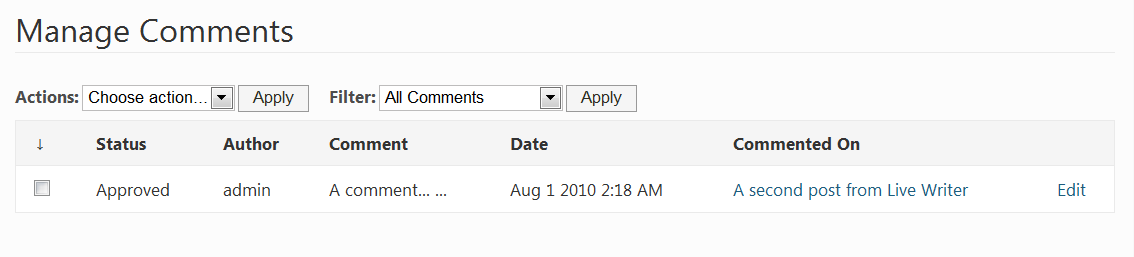 Manage Comments
Actions: Choose action... Apply Filter: All Comments Apply
↓ Status Author Comment Date Commented On
Approved admin A comment... ... Aug 1 2010 2:18 AM A second post from Live Writer Edit